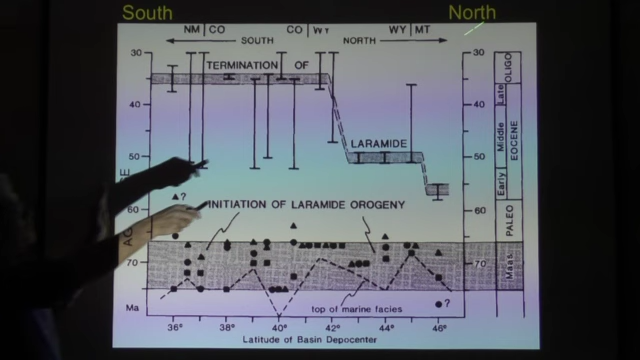 South North
NM CO CO WY WY MT
SOUTH NORTH
30 30
TERMINATION OF
40 40
LARAMIDE
50 50
?
INITIATION OF LARAMIDE OROGENY
60 60
70 70
top of marine facies
?
Ma
36° 38° 40° 42° 44° 46°
Latitude of Basin Depocenter
OLIGO
Late
Middle
Early
EOCENE
PALEO
Maas.